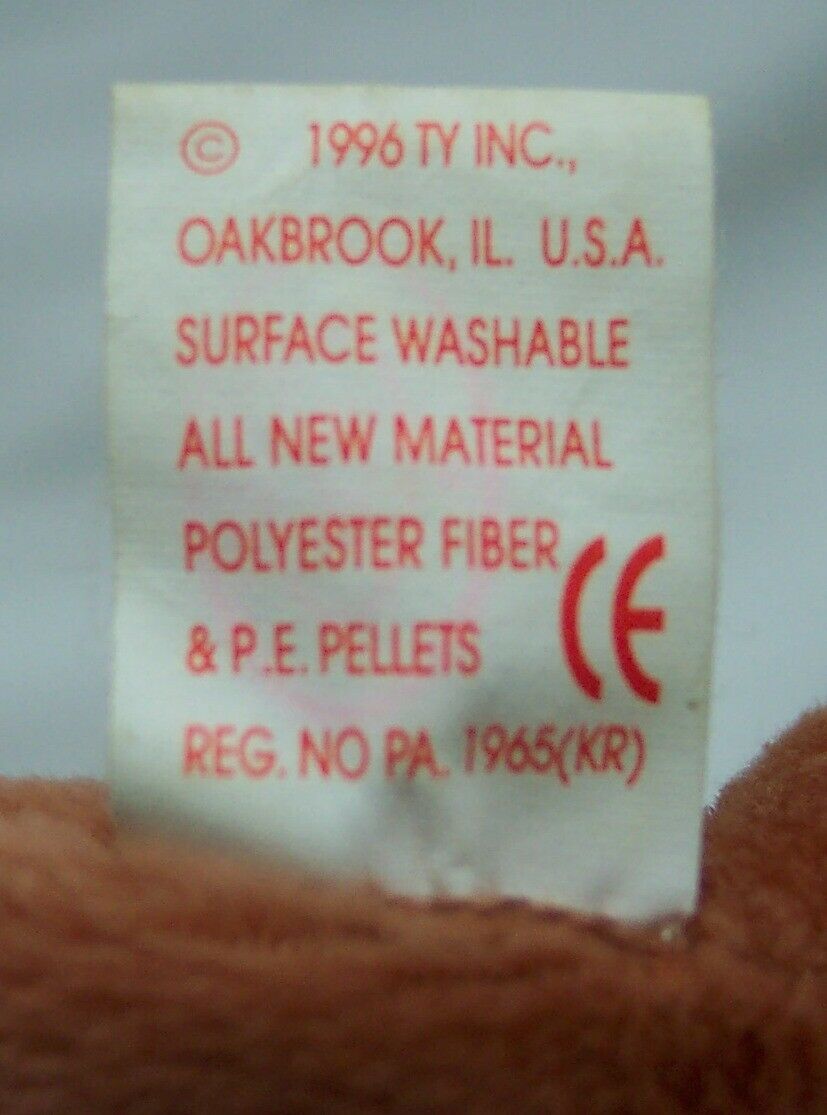 © 1996 TY INC.,
OAKBROOK, IL. U.S.A.
SURFACE WASHABLE
ALL NEW MATERIAL
POLYESTER FIBER
& P.E. PELLETS CE
REG. NO PA. 1965(KR)